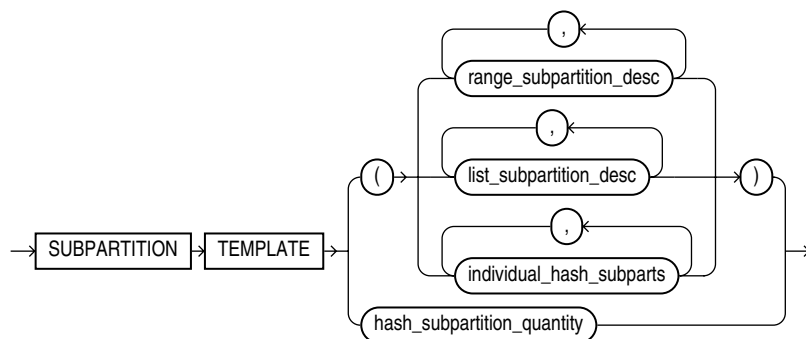 ,
range_subpartition_desc
,
( list_subpartition_desc )
SUBPARTITION TEMPLATE
,
individual_hash_subparts
hash_subpartition_quantity